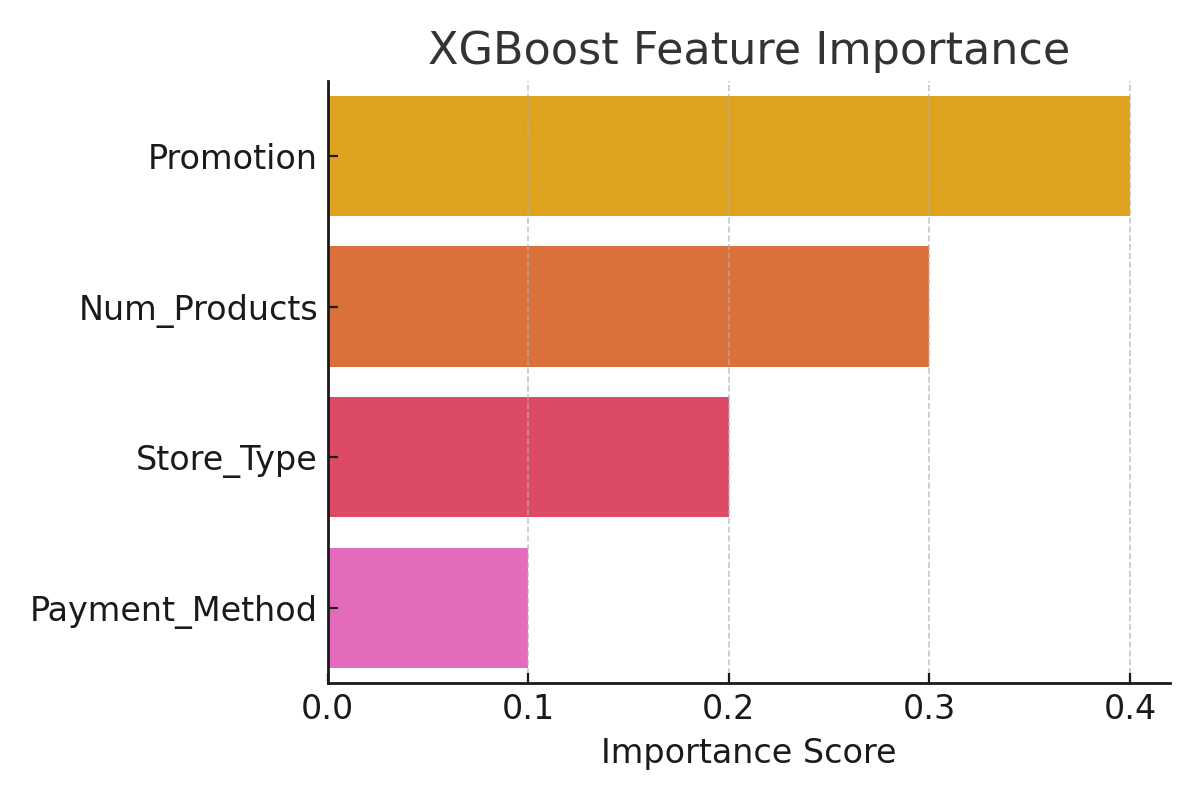 XGBoost Feature Importance
Promotion
Num_Products
Store_Type
Payment_Method
0.0 0.1 0.2 0.3 0.4
Importance Score